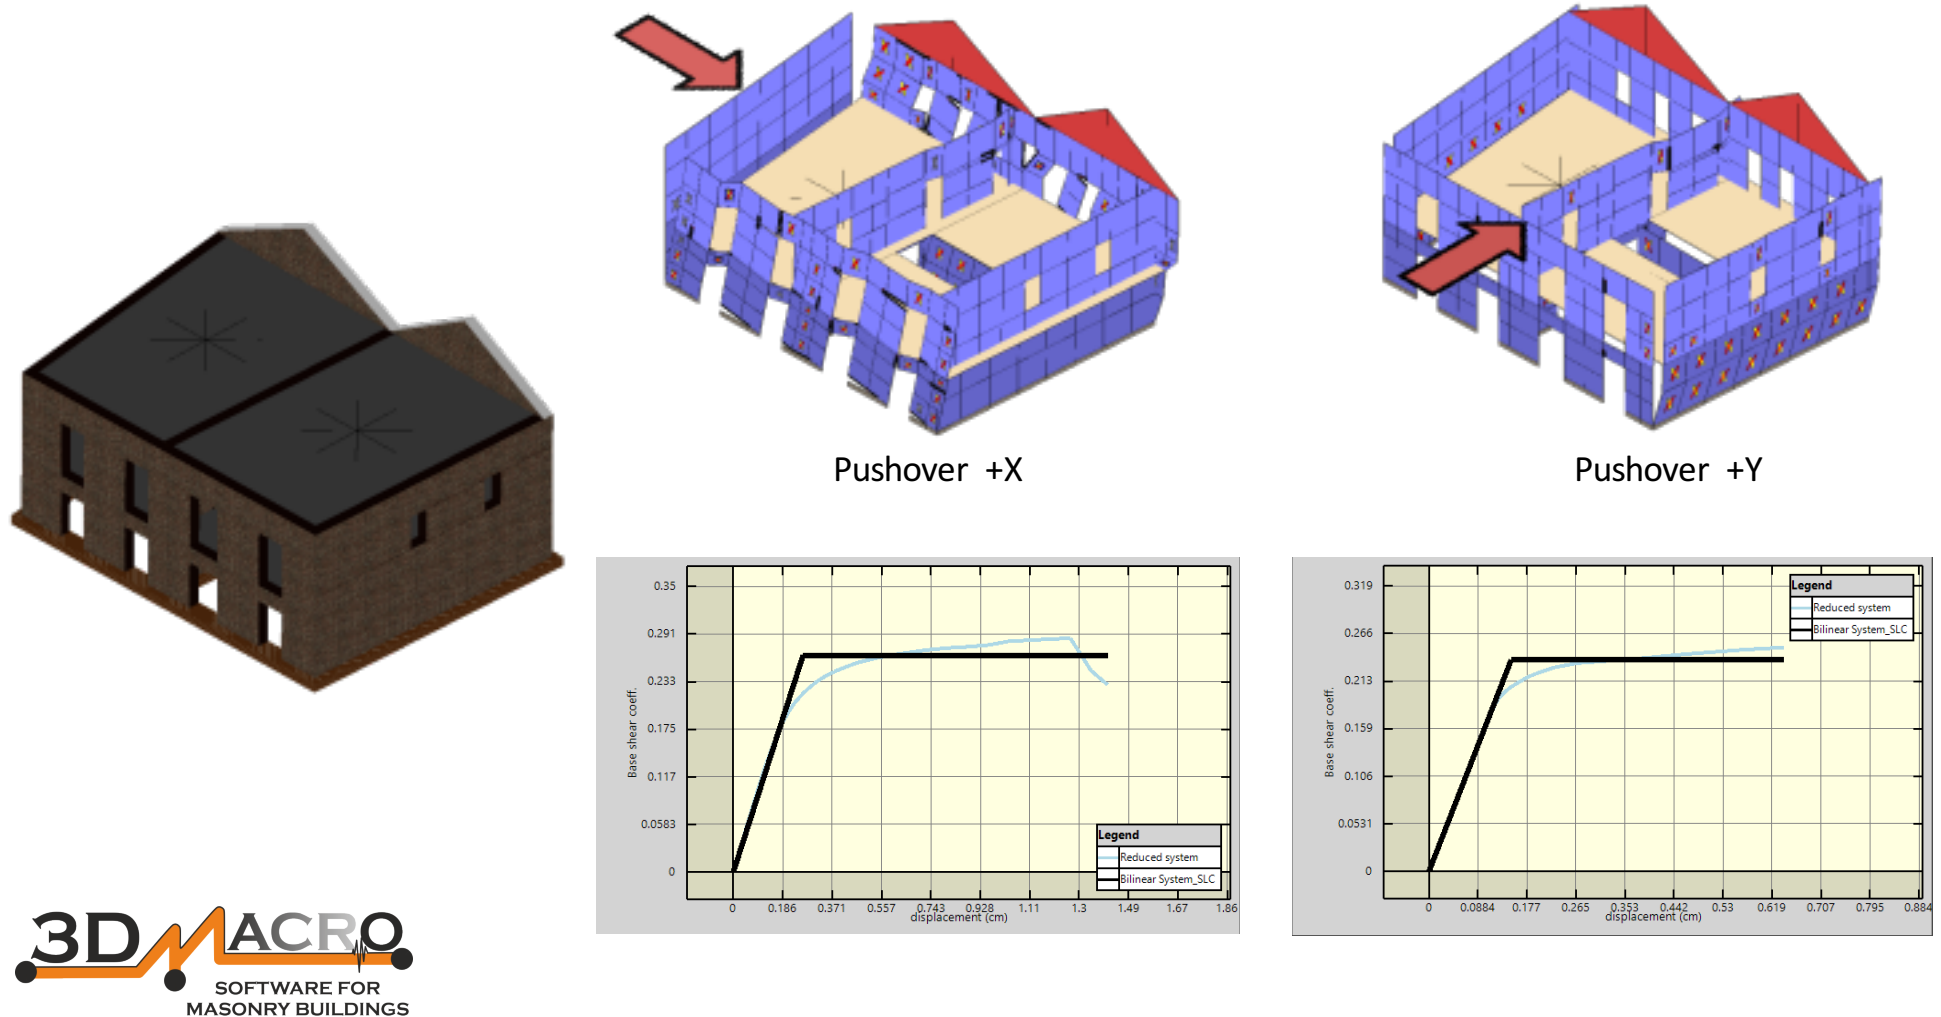 Pushover +X
Pushover +Y
0.35
0.291
0.233
0.175
0.117
0.0583
0
Base shear coeff.
Legend
Reduced system
Bilinear System_SLC
0 0.186 0.371 0.557 0.743 0.928 1.11 1.3 1.49 1.67 1.86
displacement (cm)
0.319
0.266
0.213
0.159
0.106
0.0531
0
Base shear coeff.
Legend
Reduced system
Bilinear System_SLC
0 0.0884 0.177 0.265 0.353 0.442 0.53 0.619 0.707 0.795 0.884
displacement (cm)
3DMACRO
SOFTWARE FOR
MASONRY BUILDINGS